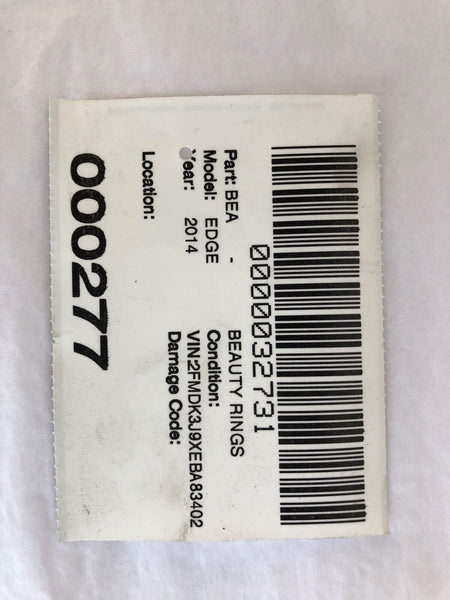 0000032731
Part: BEA - BEAUTY RINGS
Model: EDGE Condition:
Year: 2014 VIN:2FMDK3J9XEBA83402
Damage Code:
Location:
000277